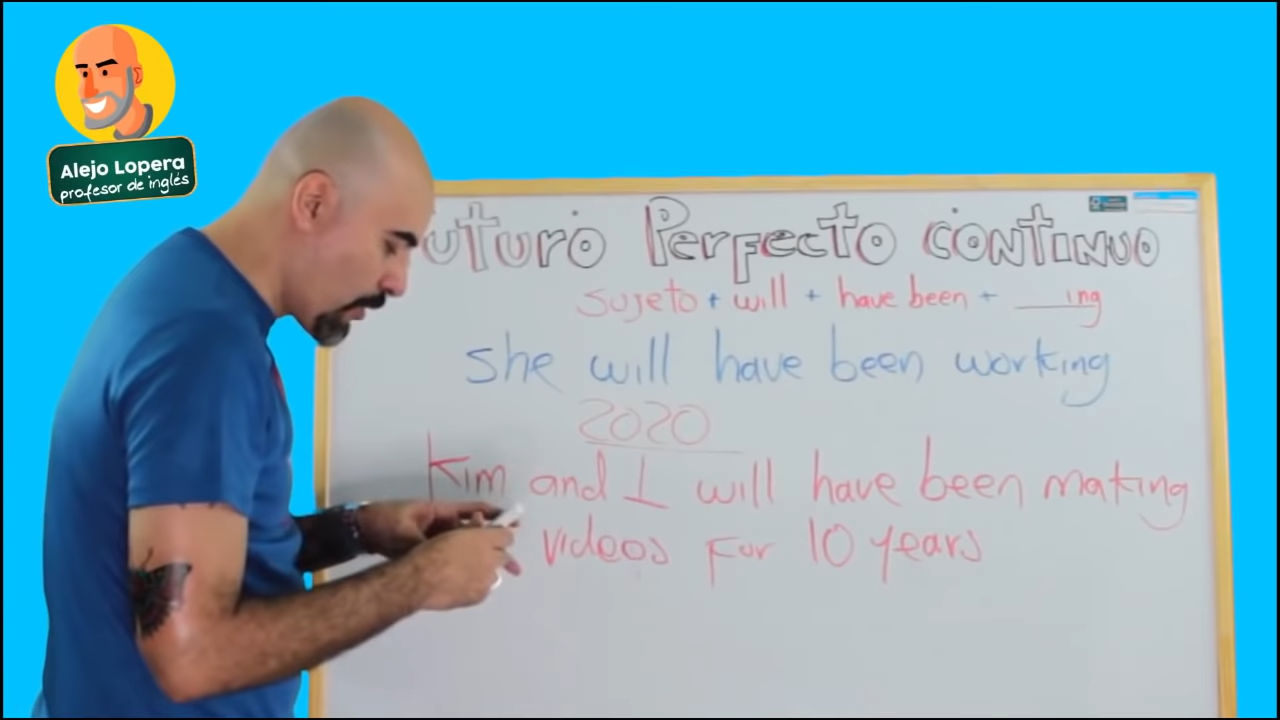 Alejo Lopera
profesor de inglés
uturo Perfecto continuo
sujeto + will + have been + ___ing
she will have been working
2020
Kim and I will have been making
videos for 10 years